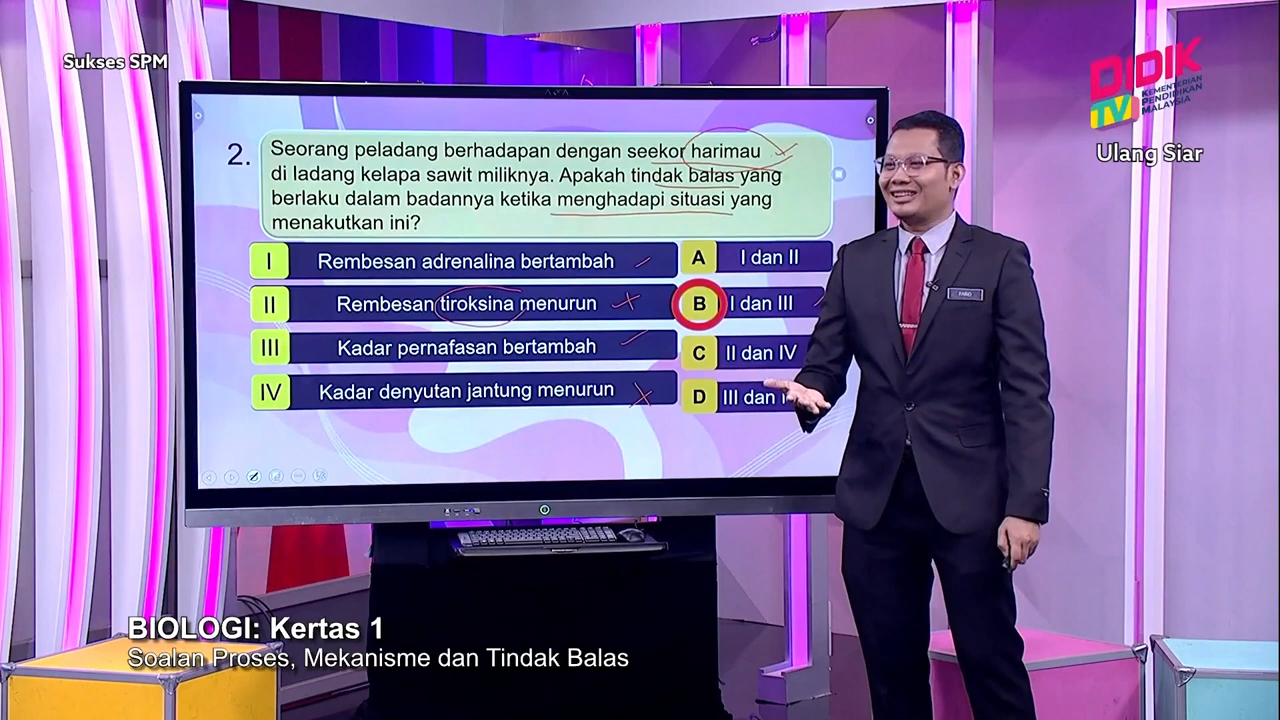 Sukses SPM
DIDIK
TV
KEMENTERIAN
PENDIDIKAN
MALAYSIA
Ulang Siar
2.
Seorang peladang berhadapan dengan seekor harimau
di ladang kelapa sawit miliknya. Apakah tindak balas yang
berlaku dalam badannya ketika menghadapi situasi yang
menakutkan ini?
I Rembesan adrenalina bertambah
A I dan II
II Rembesan tiroksina menurun
B I dan III
III Kadar pernafasan bertambah
C II dan IV
IV Kadar denyutan jantung menurun
D III dan
BIOLOGI: Kertas 1
Soalan Proses, Mekanisme dan Tindak Balas